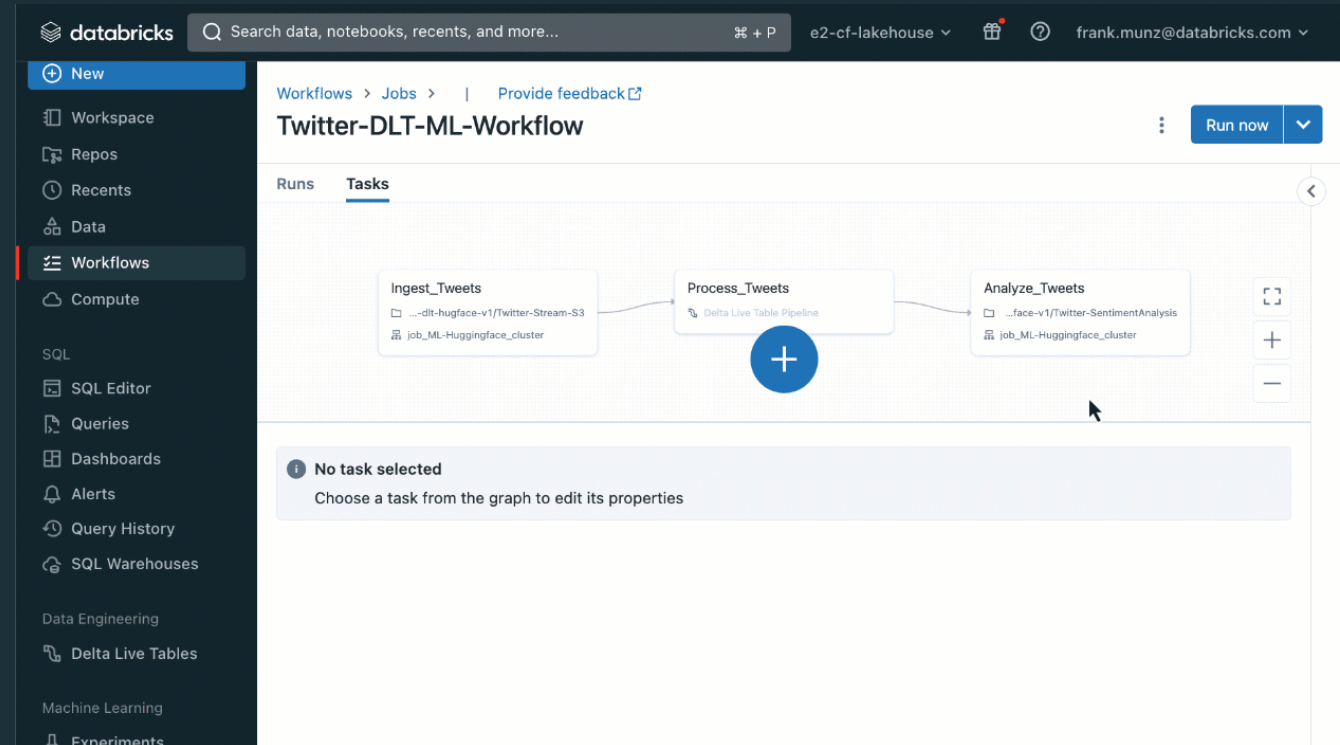 databricks
Search data, notebooks, recents, and more...
⌘ + P
e2-cf-lakehouse
frank.munz@databricks.com
New
Workspace
Repos
Recents
Data
Workflows
Compute
SQL
SQL Editor
Queries
Dashboards
Alerts
Query History
SQL Warehouses
Data Engineering
Delta Live Tables
Machine Learning
Experiments
Workflows > Jobs > | Provide feedback
Twitter-DLT-ML-Workflow
Run now
Runs
Tasks
Ingest_Tweets
...-dlt-hugface-v1/Twitter-Stream-S3
job_ML-Huggingface_cluster
Process_Tweets
Delta Live Table Pipeline
Analyze_Tweets
...face-v1/Twitter-SentimentAnalysis
job_ML-Huggingface_cluster
No task selected
Choose a task from the graph to edit its properties